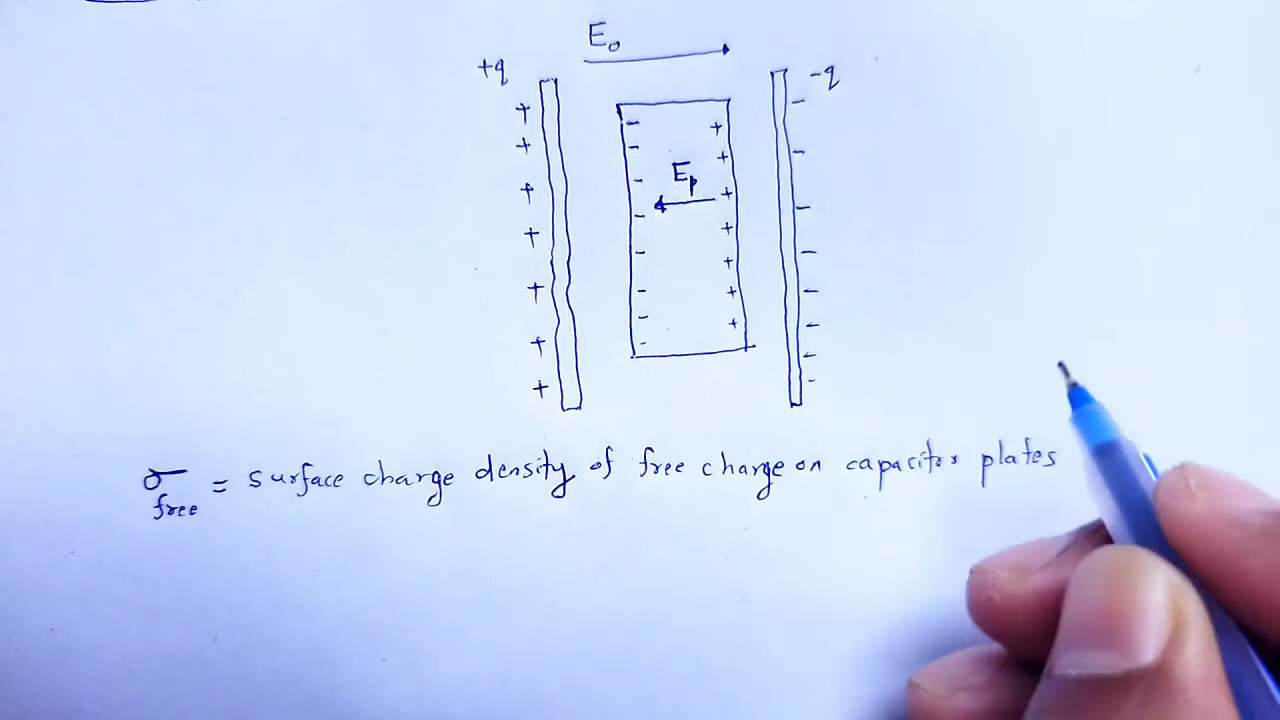 E₀
+q
-q
+ -
- +
+ -
- +
- +
Eₚ
+ - +
- +
+ -
- +
- +
+ - + -
- +
+ -
-
+ -
-
σ_free = surface charge density of free charge on capacitor plates